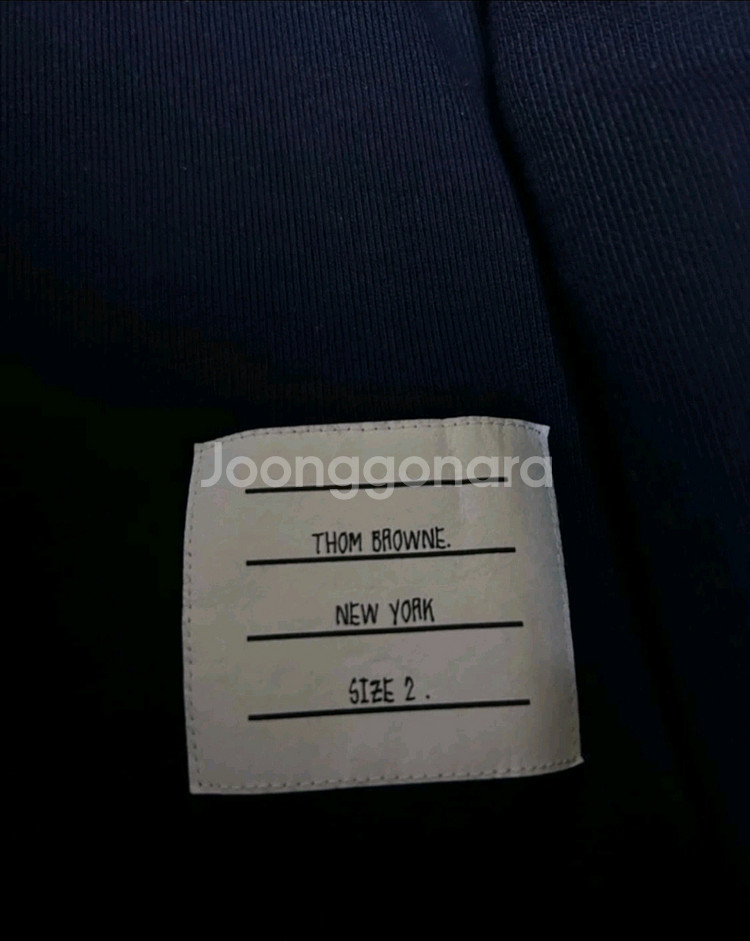 Joonggonara
THOM BROWNE.
NEW YORK
SIZE 2 .